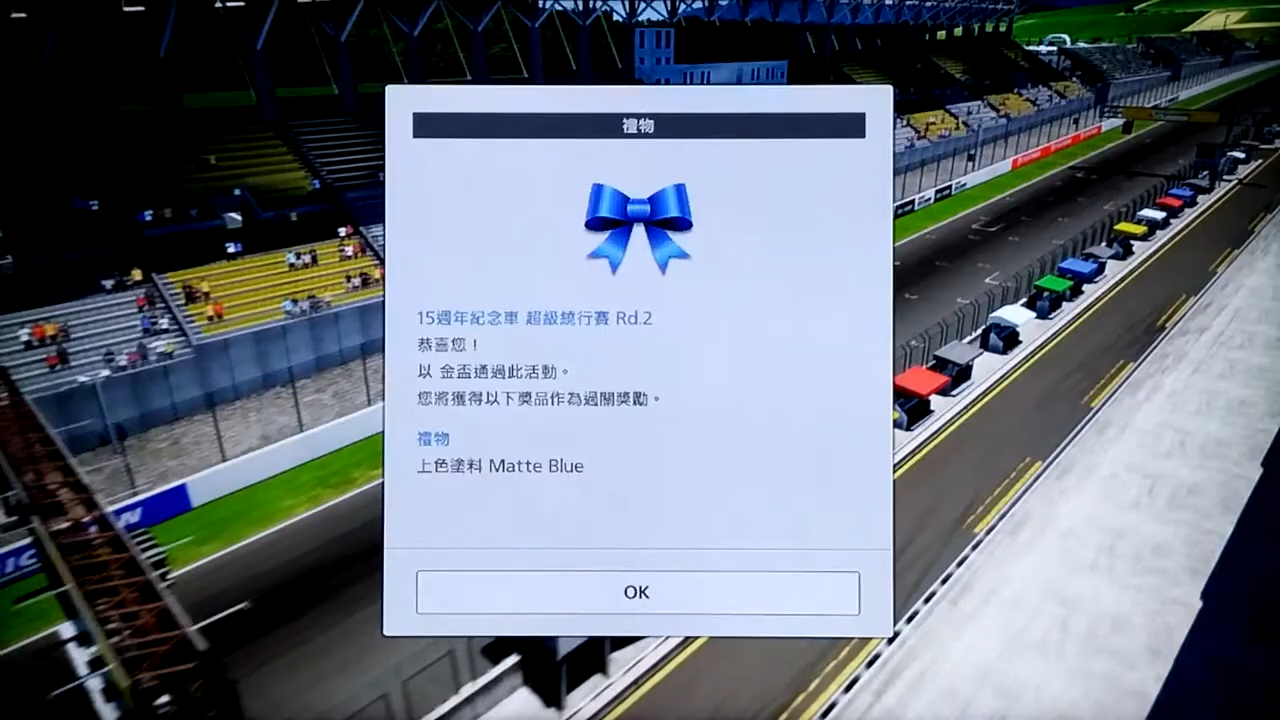 禮物
15週年紀念車 超級繞行賽 Rd.2
恭喜您！
以 金盃通過此活動。
您將獲得以下獎品作為過關獎勵。
禮物
上色塗料 Matte Blue
OK